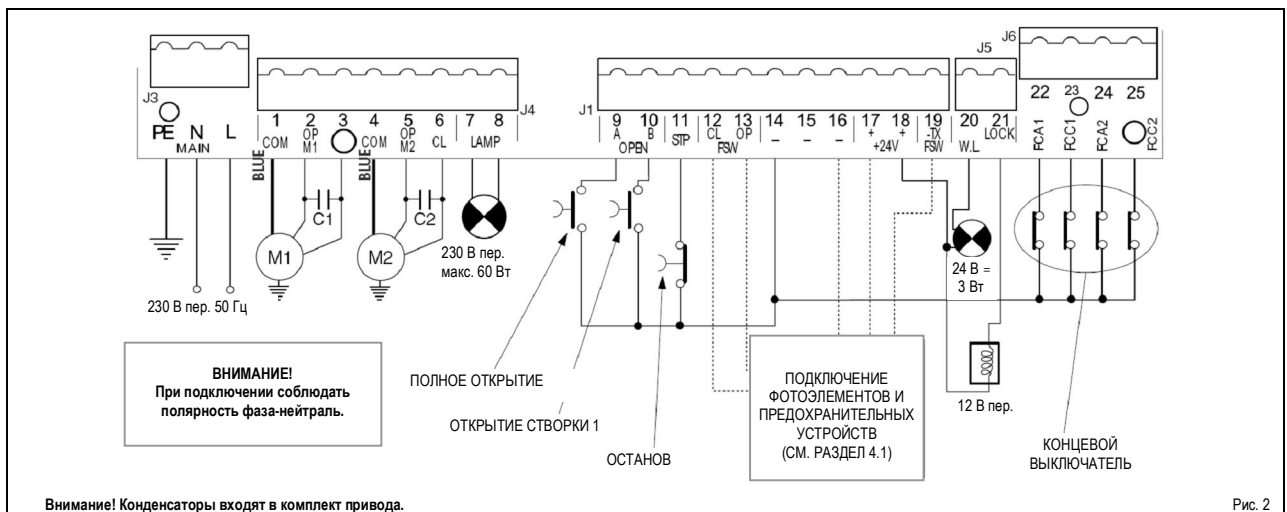 J3
J4
J1
J5
J6
PE N L
MAIN
1 2 3 4 5 6 7 8
COM OP M1 COM OP M2 CL LAMP
BLUE BLUE
9 10 11 12 13 14 15 16 17 18 19 20 21
A B STP CL OP – – – + + -TX W.L. LOCK
OPEN FSW +24V FSW
22 23 24 25
FCA1 FCC1 FCA2 FCC2
C1
C2
M1
M2
230 В пер.
макс. 60 Вт
230 В пер. 50 Гц
24 В =
3 Вт
12 В пер.
ВНИМАНИЕ!
При подключении соблюдать
полярность фаза-нейтраль.
ПОЛНОЕ ОТКРЫТИЕ
ОТКРЫТИЕ СТВОРКИ 1
ОСТАНОВ
ПОДКЛЮЧЕНИЕ
ФОТОЭЛЕМЕНТОВ И
ПРЕДОХРАНИТЕЛЬНЫХ
УСТРОЙСТВ
(СМ. РАЗДЕЛ 4.1)
КОНЦЕВОЙ
ВЫКЛЮЧАТЕЛЬ
Внимание! Конденсаторы входят в комплект привода.
Рис. 2